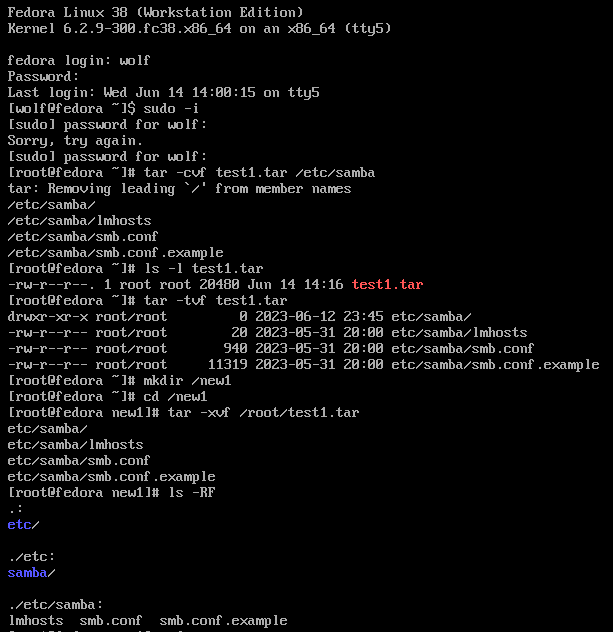 Fedora Linux 38 (Workstation Edition)
Kernel 6.2.9-300.fc38.x86_64 on an x86_64 (tty5)
fedora login: wolf
Password:
Last login: Wed Jun 14 14:00:15 on tty5
[wolf@fedora ~]$ sudo -i
[sudo] password for wolf:
Sorry, try again.
[sudo] password for wolf:
[root@fedora ~]# tar -cvf test1.tar /etc/samba
tar: Removing leading `/' from member names
/etc/samba/
/etc/samba/lmhosts
/etc/samba/smb.conf
/etc/samba/smb.conf.example
[root@fedora ~]# ls -l test1.tar
-rw-r--r--. 1 root root 20480 Jun 14 14:16 test1.tar
[root@fedora ~]# tar -tvf test1.tar
drwxr-xr-x root/root         0 2023-06-12 23:45 etc/samba/
-rw-r--r-- root/root        20 2023-05-31 20:00 etc/samba/lmhosts
-rw-r--r-- root/root       940 2023-05-31 20:00 etc/samba/smb.conf
-rw-r--r-- root/root     11319 2023-05-31 20:00 etc/samba/smb.conf.example
[root@fedora ~]# mkdir /new1
[root@fedora ~]# cd /new1
[root@fedora new1]# tar -xvf /root/test1.tar
etc/samba/
etc/samba/lmhosts
etc/samba/smb.conf
etc/samba/smb.conf.example
[root@fedora new1]# ls -RF
.:
etc/
./etc:
samba/
./etc/samba:
lmhosts  smb.conf  smb.conf.example